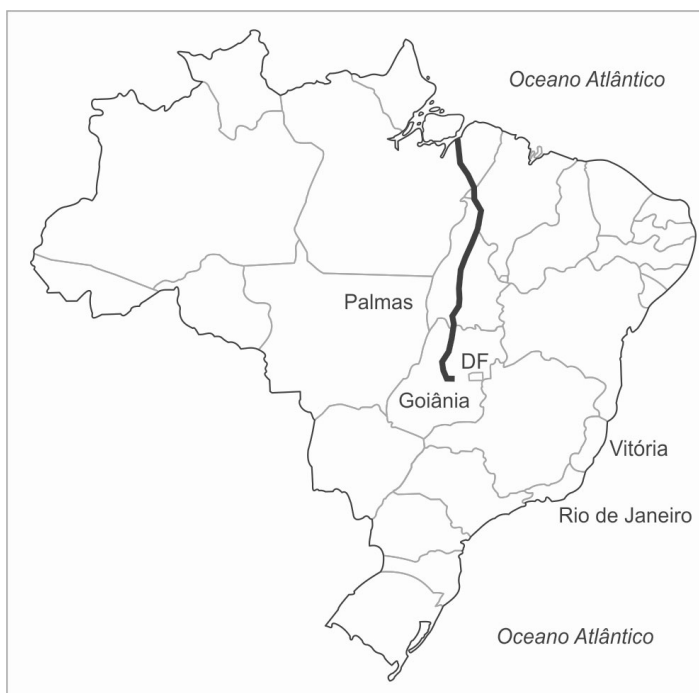 Oceano Atlântico
Palmas
DF
Goiânia
Vitória
Rio de Janeiro
Oceano Atlântico